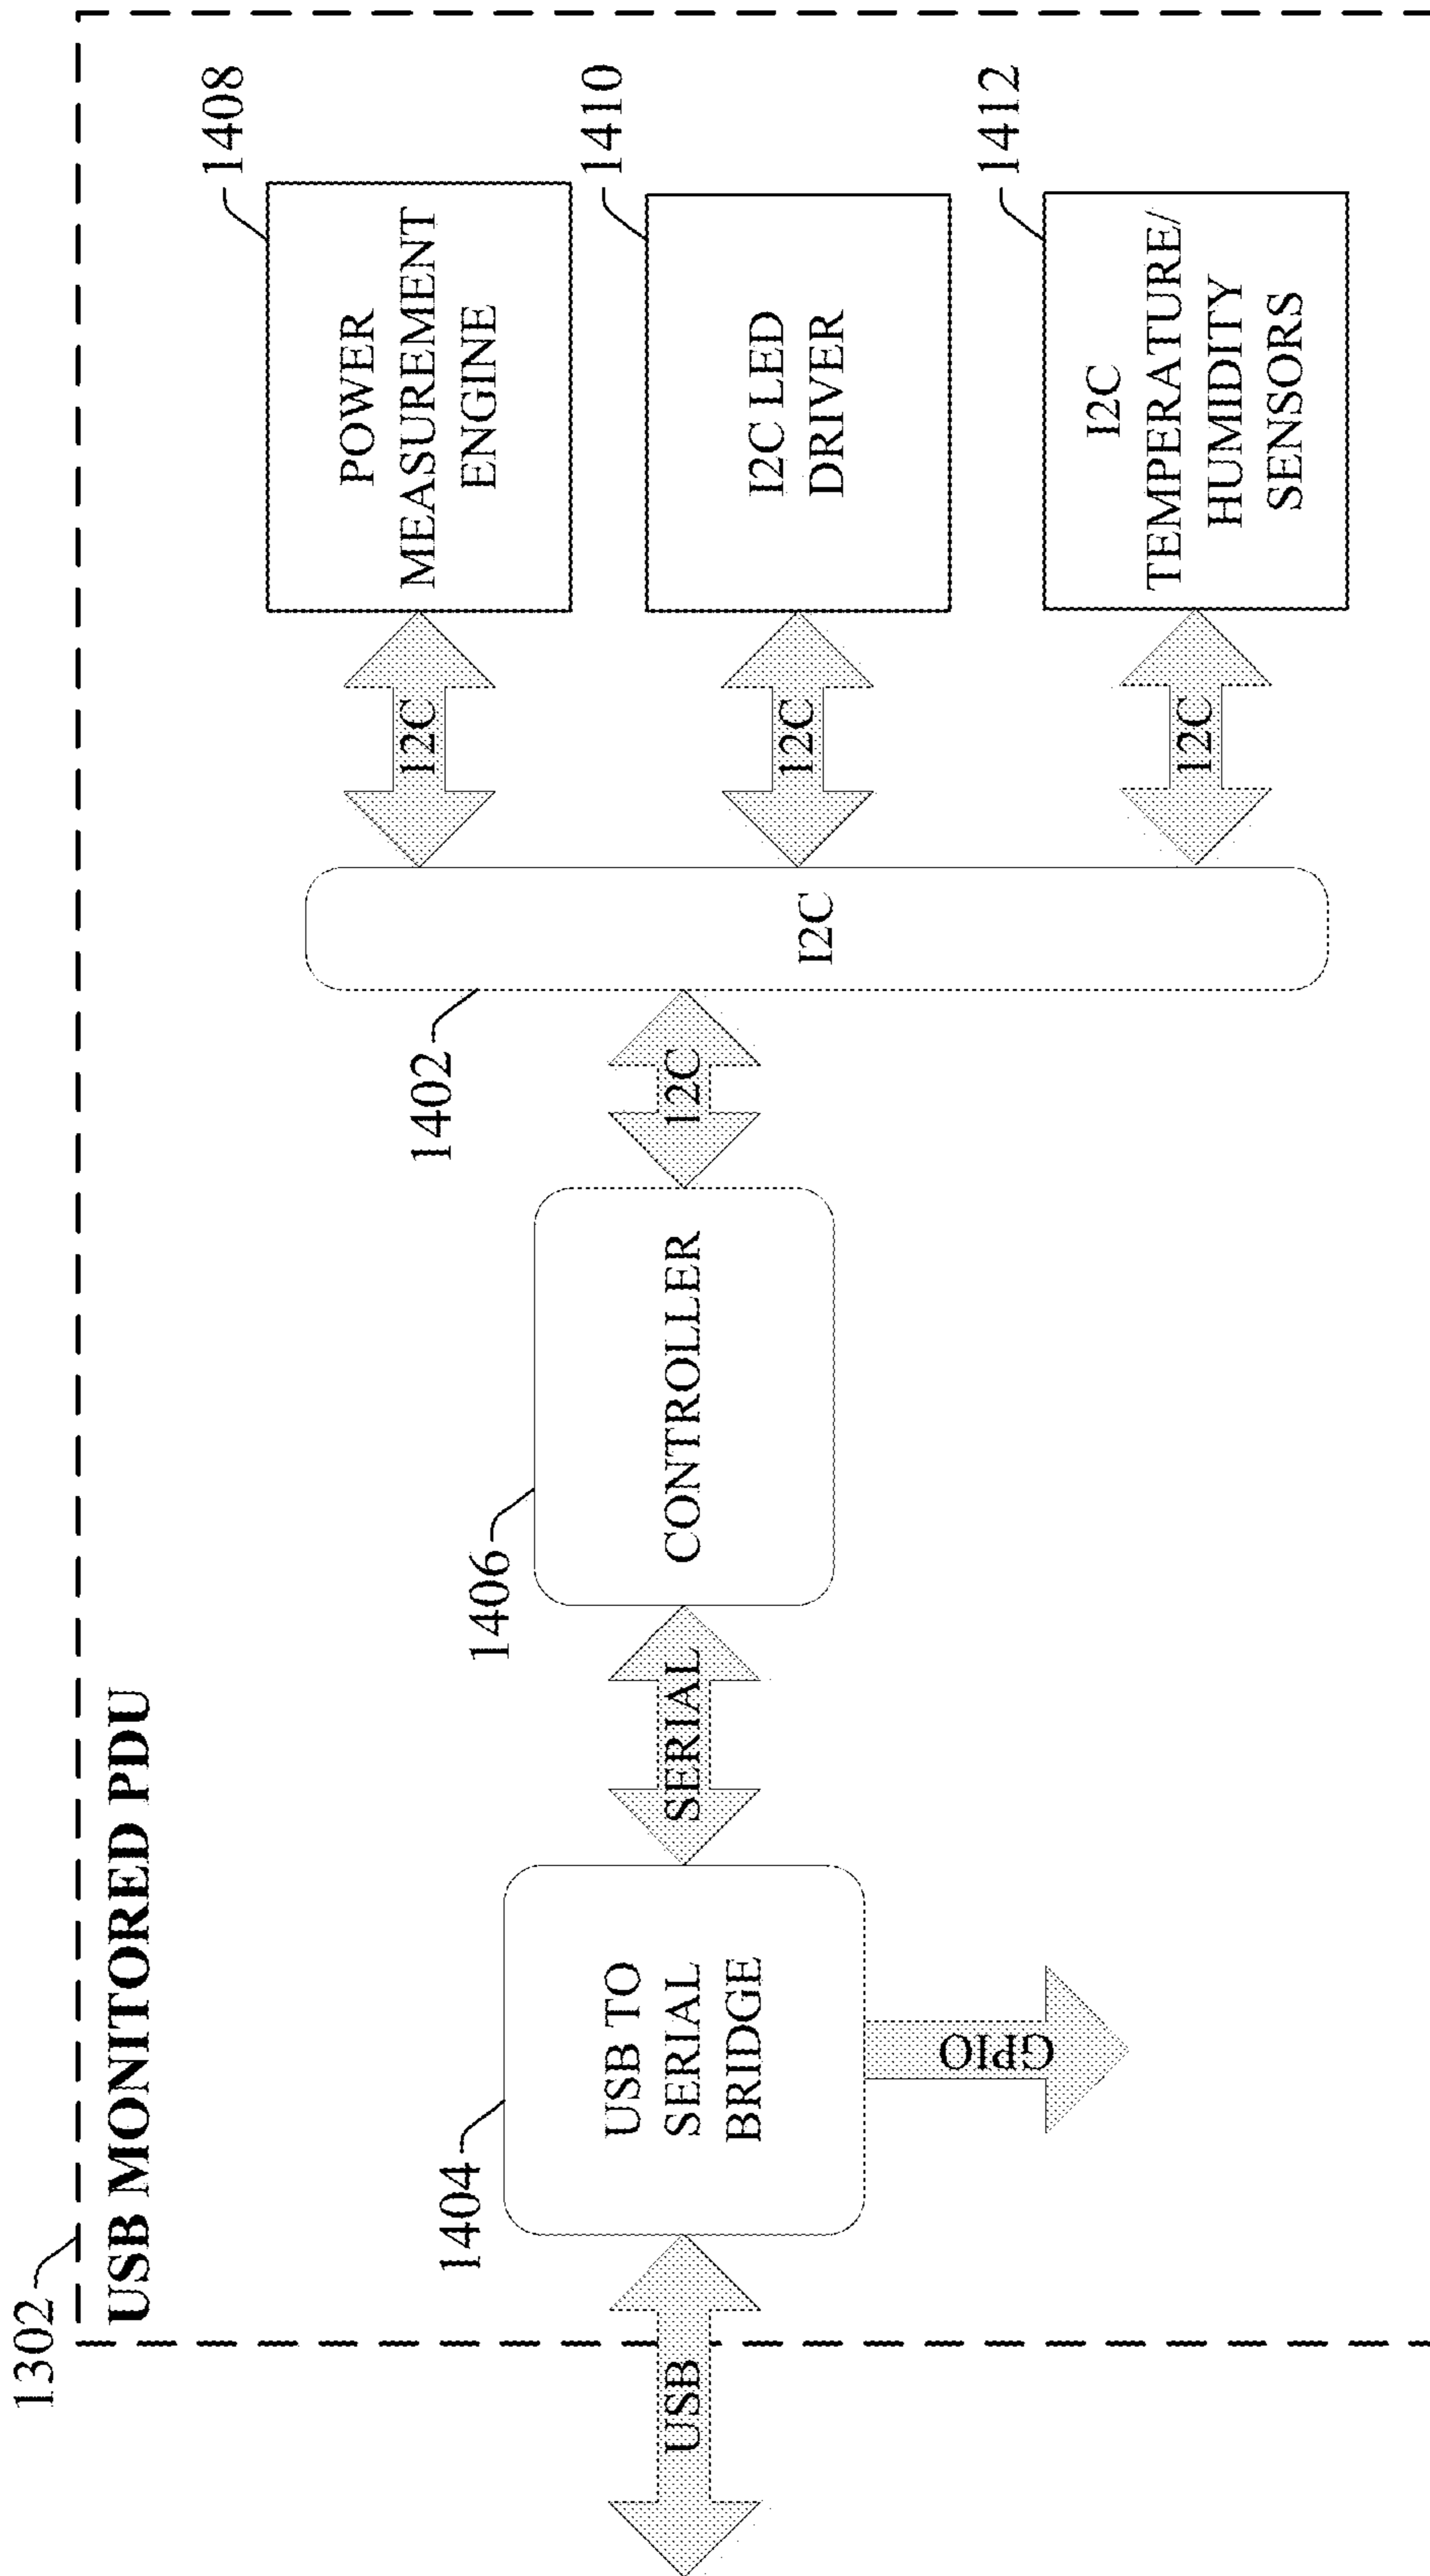 1302
USB MONITORED PDU
USB
1404
USB TO
SERIAL
BRIDGE
GPIO
SERIAL
1406
CONTROLLER
I2C
1402
I2C
I2C
1408
POWER
MEASUREMENT
ENGINE
I2C
1410
I2C LED
DRIVER
I2C
1412
I2C
TEMPERATURE/
HUMIDITY
SENSORS